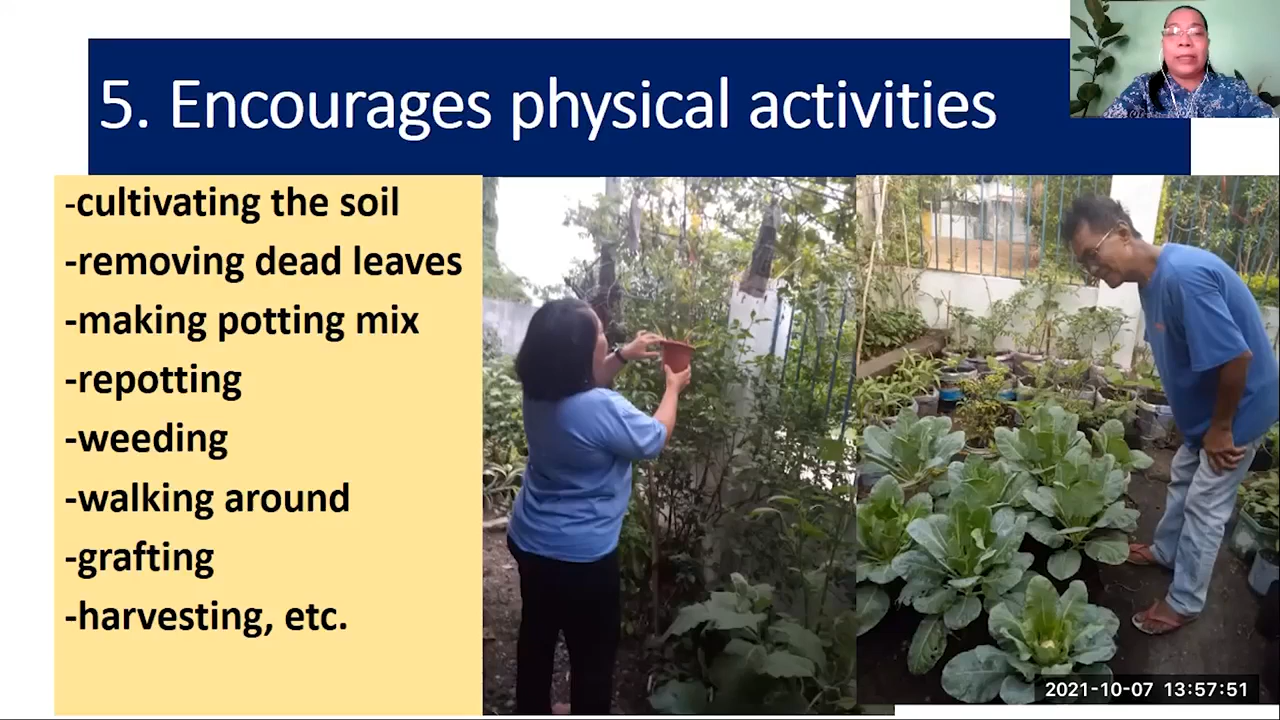 5. Encourages physical activities
-cultivating the soil
-removing dead leaves
-making potting mix
-repotting
-weeding
-walking around
-grafting
-harvesting, etc.
2021-10-07 13:57:51